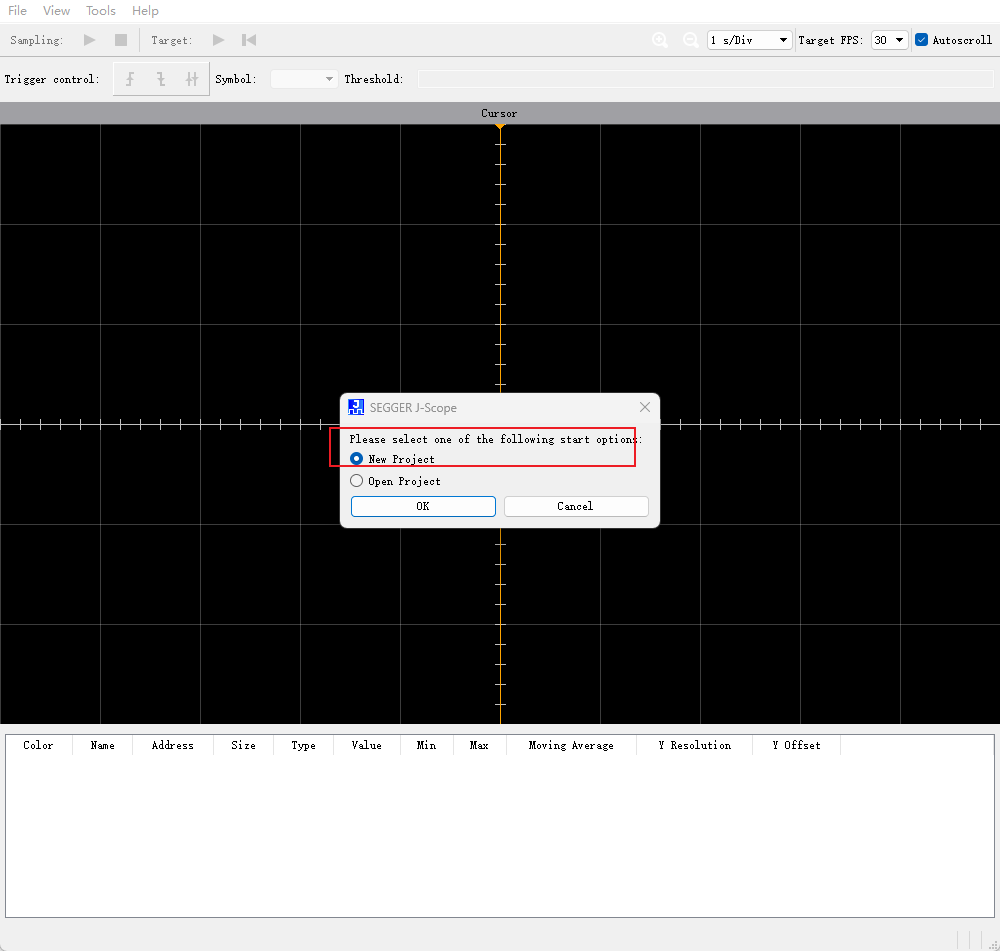 File View Tools Help
Sampling: Target: 1 s/Div Target FPS: 30 Autoscroll
Trigger control: Symbol: Threshold:
Cursor
SEGGER J-Scope
Please select one of the following start options:
New Project
Open Project
OK Cancel
Color Name Address Size Type Value Min Max Moving Average Y Resolution Y Offset